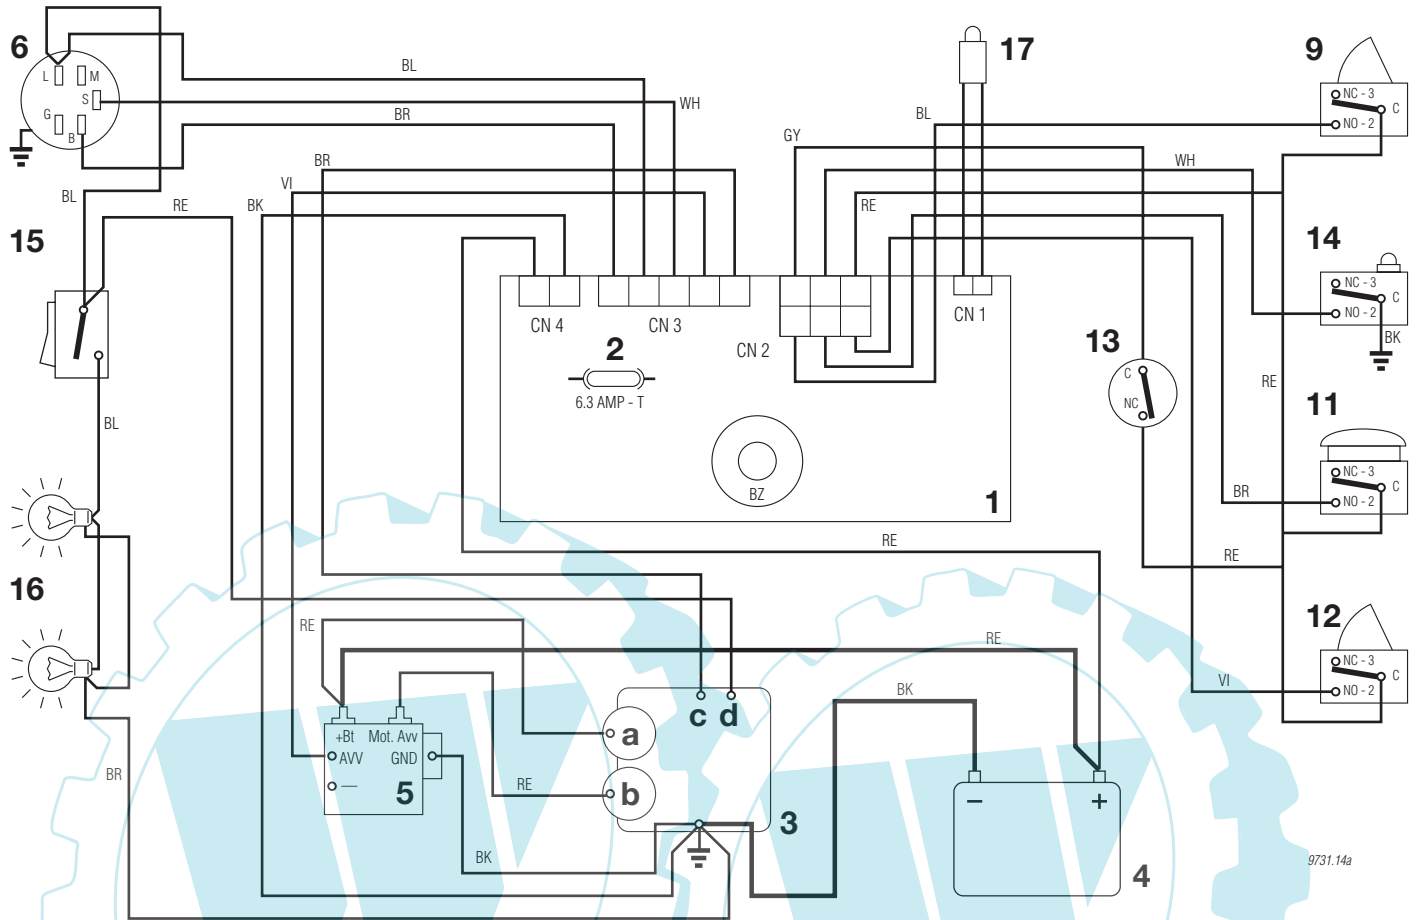 6
L
M
S
G
B
BL
WH
BR
BR
VI
BK
BL
RE
15
BL
16
BR
17
9
NC - 3
C
NO - 2
BL
GY
WH
RE
14
NC - 3
C
NO - 2
BK
CN 4
CN 3
CN 2
CN 1
2
6.3 AMP - T
BZ
1
13
C
NC
RE
11
NC - 3
C
NO - 2
BR
RE
RE
12
NC - 3
C
NO - 2
VI
RE
RE
BK
c
d
a
b
3
+Bt
Mot. Avv
AVV
GND
—
5
RE
BK
−
+
4
9731.14a